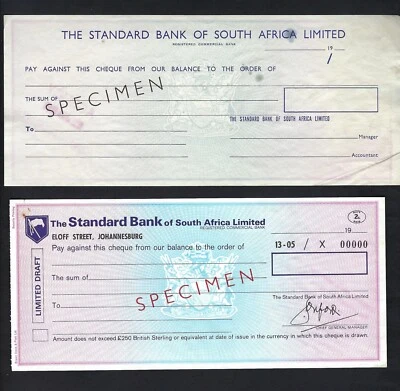 THE STANDARD BANK OF SOUTH AFRICA LIMITED
REGISTERED COMMERCIAL BANK
19
PAY AGAINST THIS CHEQUE FROM OUR BALANCE TO THE ORDER OF
THE SUM OF
SPECIMEN
THE STANDARD BANK OF SOUTH AFRICA LIMITED
To
Manager
Accountant
The Standard Bank of South Africa Limited
REGISTERED COMMERCIAL BANK
ELOFF STREET, JOHANNESBURG
19
Pay against this cheque from our balance to the order of
13-05 / X 00000
The sum of
SPECIMEN
LIMITED DRAFT
To
The Standard Bank of South Africa Limited
CHIEF GENERAL MANAGER
Amount does not exceed £250 British Sterling or equivalent at date of issue in the currency in which this cheque is drawn.